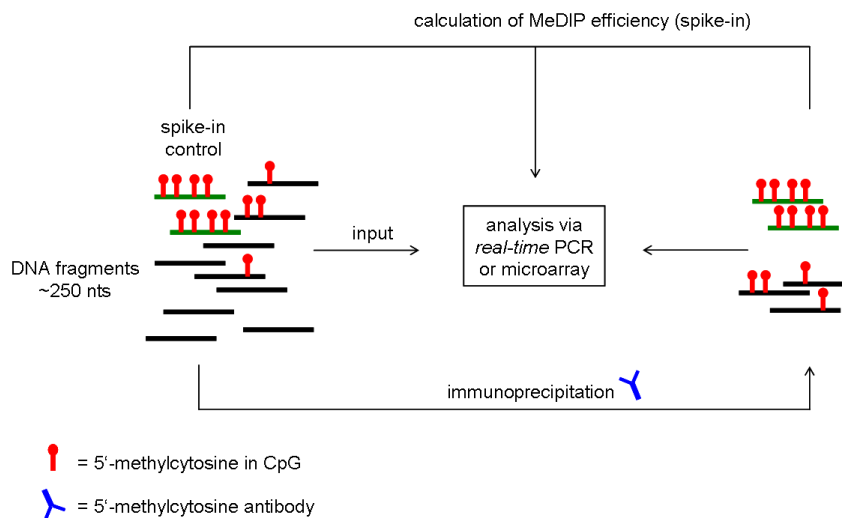 calculation of MeDIP efficiency (spike-in)
spike-in
control
DNA fragments
~250 nts
input
analysis via
real-time PCR
or microarray
immunoprecipitation
= 5‘-methylcytosine in CpG
= 5‘-methylcytosine antibody